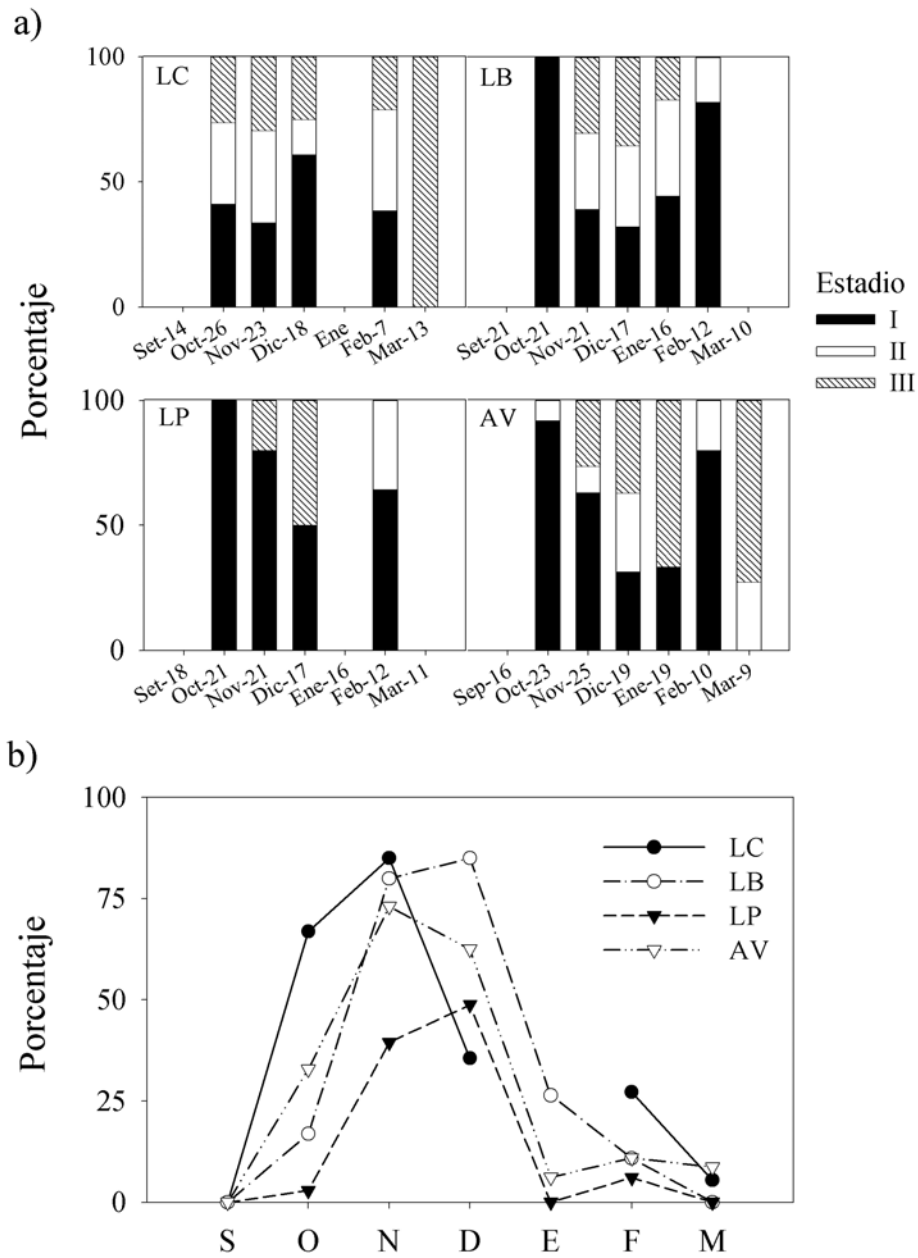 a)
Porcentaje
100
50
0
LC
Set-14
Oct-26
Nov-23
Dic-18
Ene
Feb-7
Mar-13
LB
Set-21
Oct-21
Nov-21
Dic-17
Ene-16
Feb-12
Mar-10
Estadio
I
II
III
100
50
0
LP
Set-18
Oct-21
Nov-21
Dic-17
Ene-16
Feb-12
Mar-11
AV
Sep-16
Oct-23
Nov-25
Dic-19
Ene-19
Feb-10
Mar-9
b)
Porcentaje
100
75
50
25
0
LC
LB
LP
AV
S O N D E F M